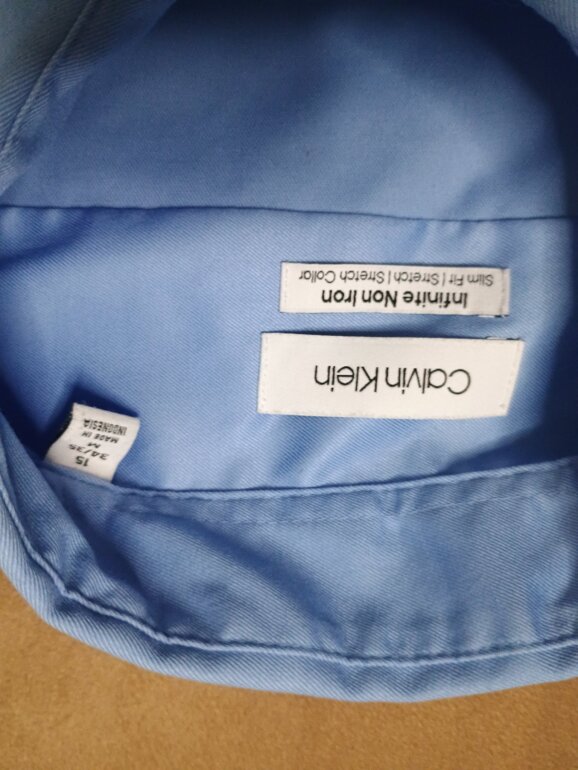 Calvin Klein
Infinite Non Iron
Slim Fit | Stretch | Stretch Collar
15
34/35
M
MADE IN
INDONESIA